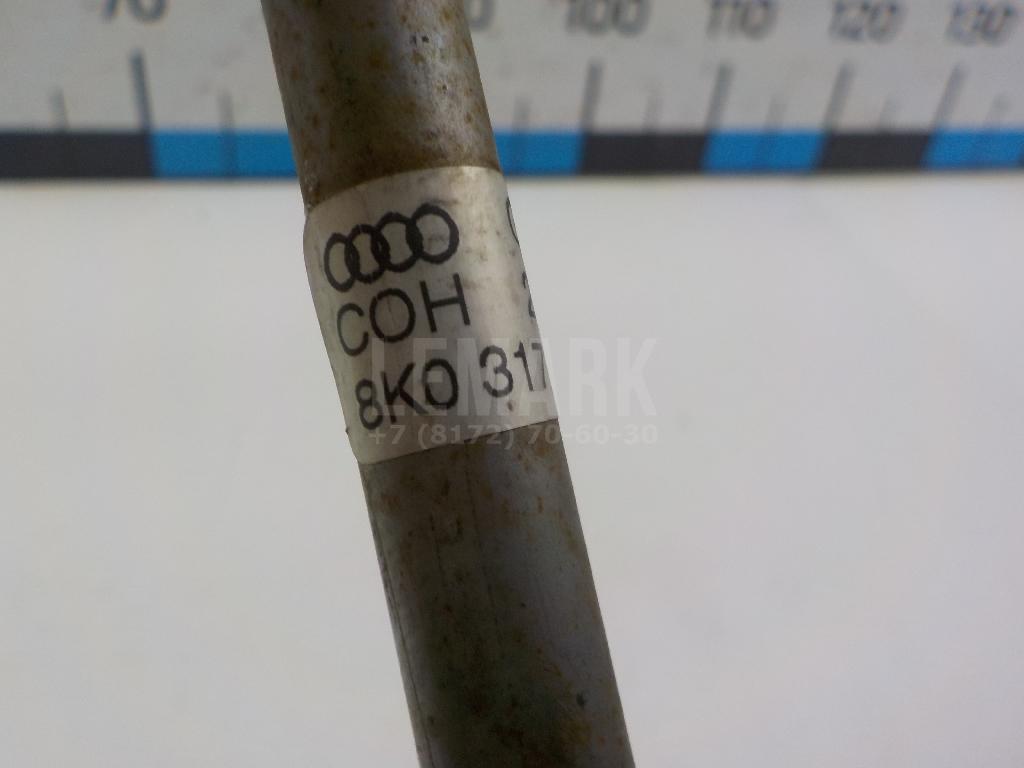 70 100 110 120 130
COH
8K0 317
LEMARK
+7 (8172) 70-60-30